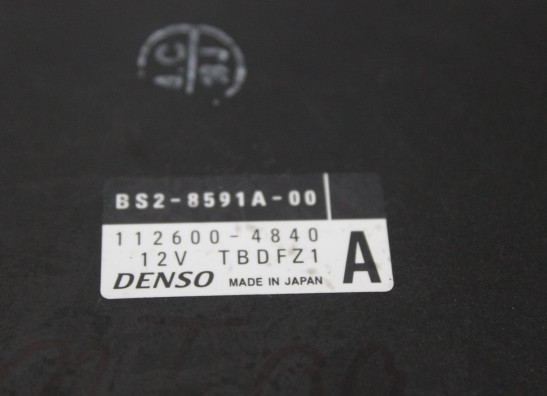 A.C
BS2-8591A-00
112600-4840
12V TBDFZ1
A
DENSO MADE IN JAPAN